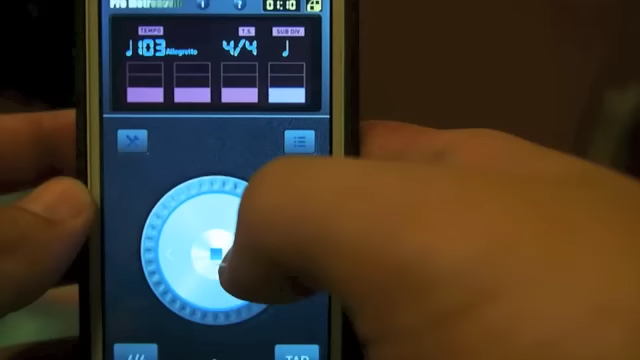 Pro Metronome i ? 01:10
TEMPO T.S. SUB DIV.
103 Allegretto 4/4
TAP